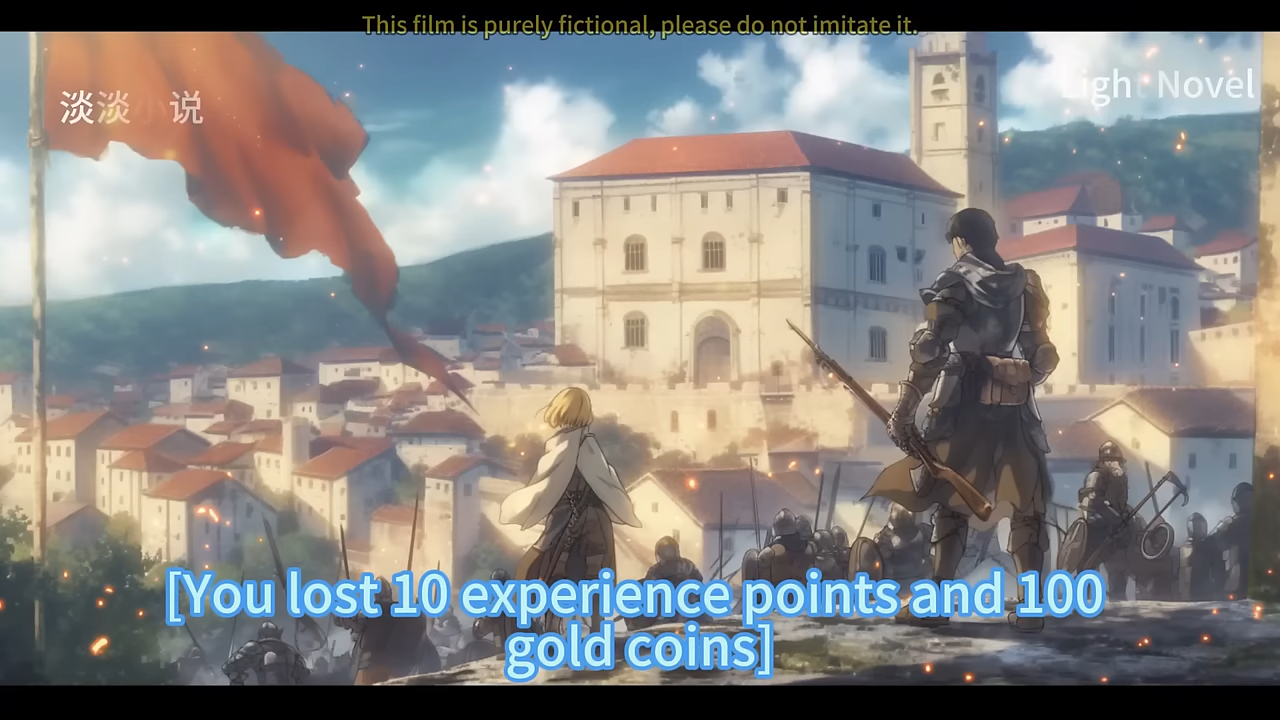 This film is purely fictional, please do not imitate it.
淡淡小说
Light Novel
[You lost 10 experience points and 100
gold coins]